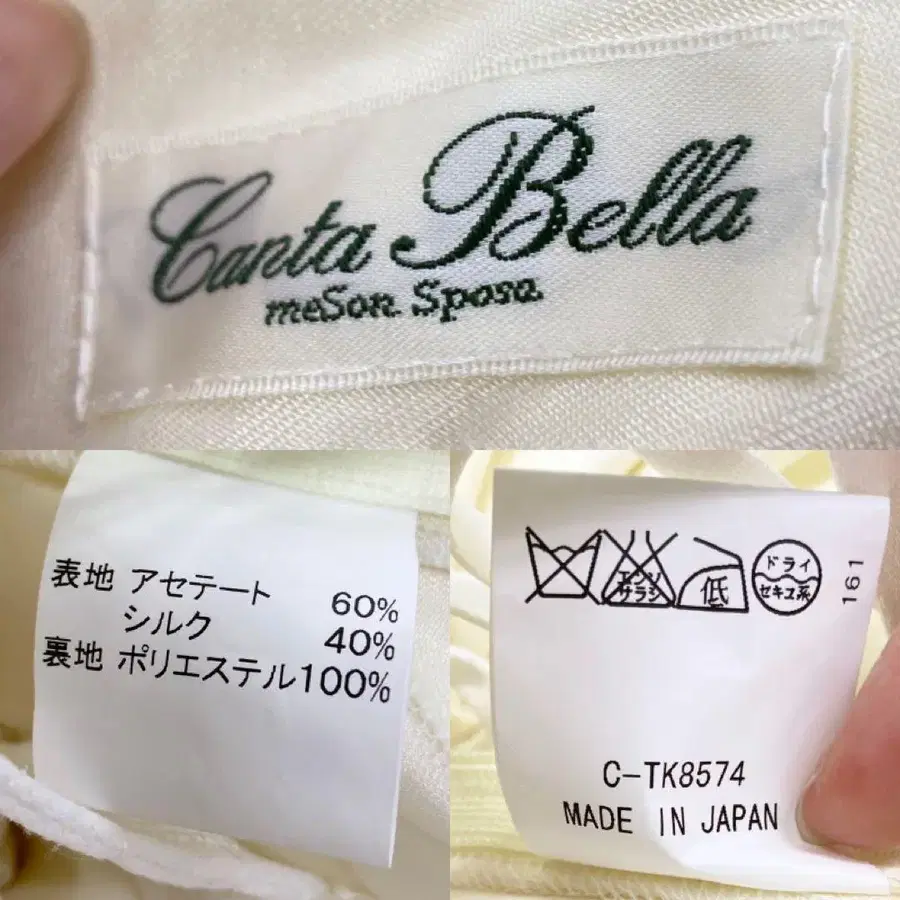 Canta Bella
meSon Sposa
表地 アセテート 60%
シルク 40%
裏地 ポリエステル100%
エンソ
サラシ
低
ドライ
セキユ系
161
C-TK8574
MADE IN JAPAN